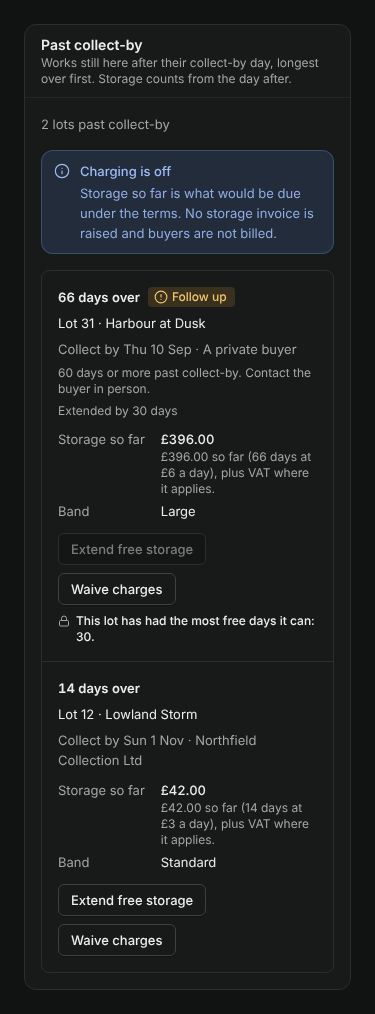 Past collect-by
Works still here after their collect-by day, longest
over first. Storage counts from the day after.
2 lots past collect-by
Charging is off
Storage so far is what would be due
under the terms. No storage invoice is
raised and buyers are not billed.
66 days over
Follow up
Lot 31 · Harbour at Dusk
Collect by Thu 10 Sep · A private buyer
60 days or more past collect-by. Contact the
buyer in person.
Extended by 30 days
Storage so far
£396.00
£396.00 so far (66 days at
£6 a day), plus VAT where
it applies.
Band
Large
Extend free storage
Waive charges
This lot has had the most free days it can:
30.
14 days over
Lot 12 · Lowland Storm
Collect by Sun 1 Nov · Northfield
Collection Ltd
Storage so far
£42.00
£42.00 so far (14 days at
£3 a day), plus VAT where
it applies.
Band
Standard
Extend free storage
Waive charges